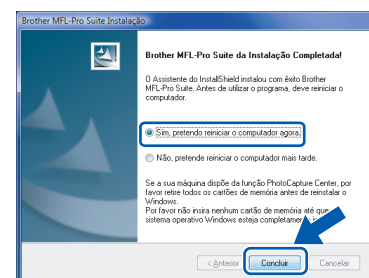 Brother MFL-Pro Suite Instalação
Brother MFL-Pro Suite da Instalação Completada!
O Assistente do InstallShield instalou com êxito Brother
MFL-Pro Suite. Antes de utilizar o programa, deve reiniciar o
computador.
Sim, pretendo reiniciar o computador agora.
Não, pretende reiniciar o computador mais tarde.
Se a sua máquina dispõe da função PhotoCapture Center, por
favor retire todos os cartões de memória antes de reinstalar o
Windows.
Por favor não insira nenhum cartão de memória até que
sistema operativo Windows esteja completamente
< Anterior
Concluir
Cancelar